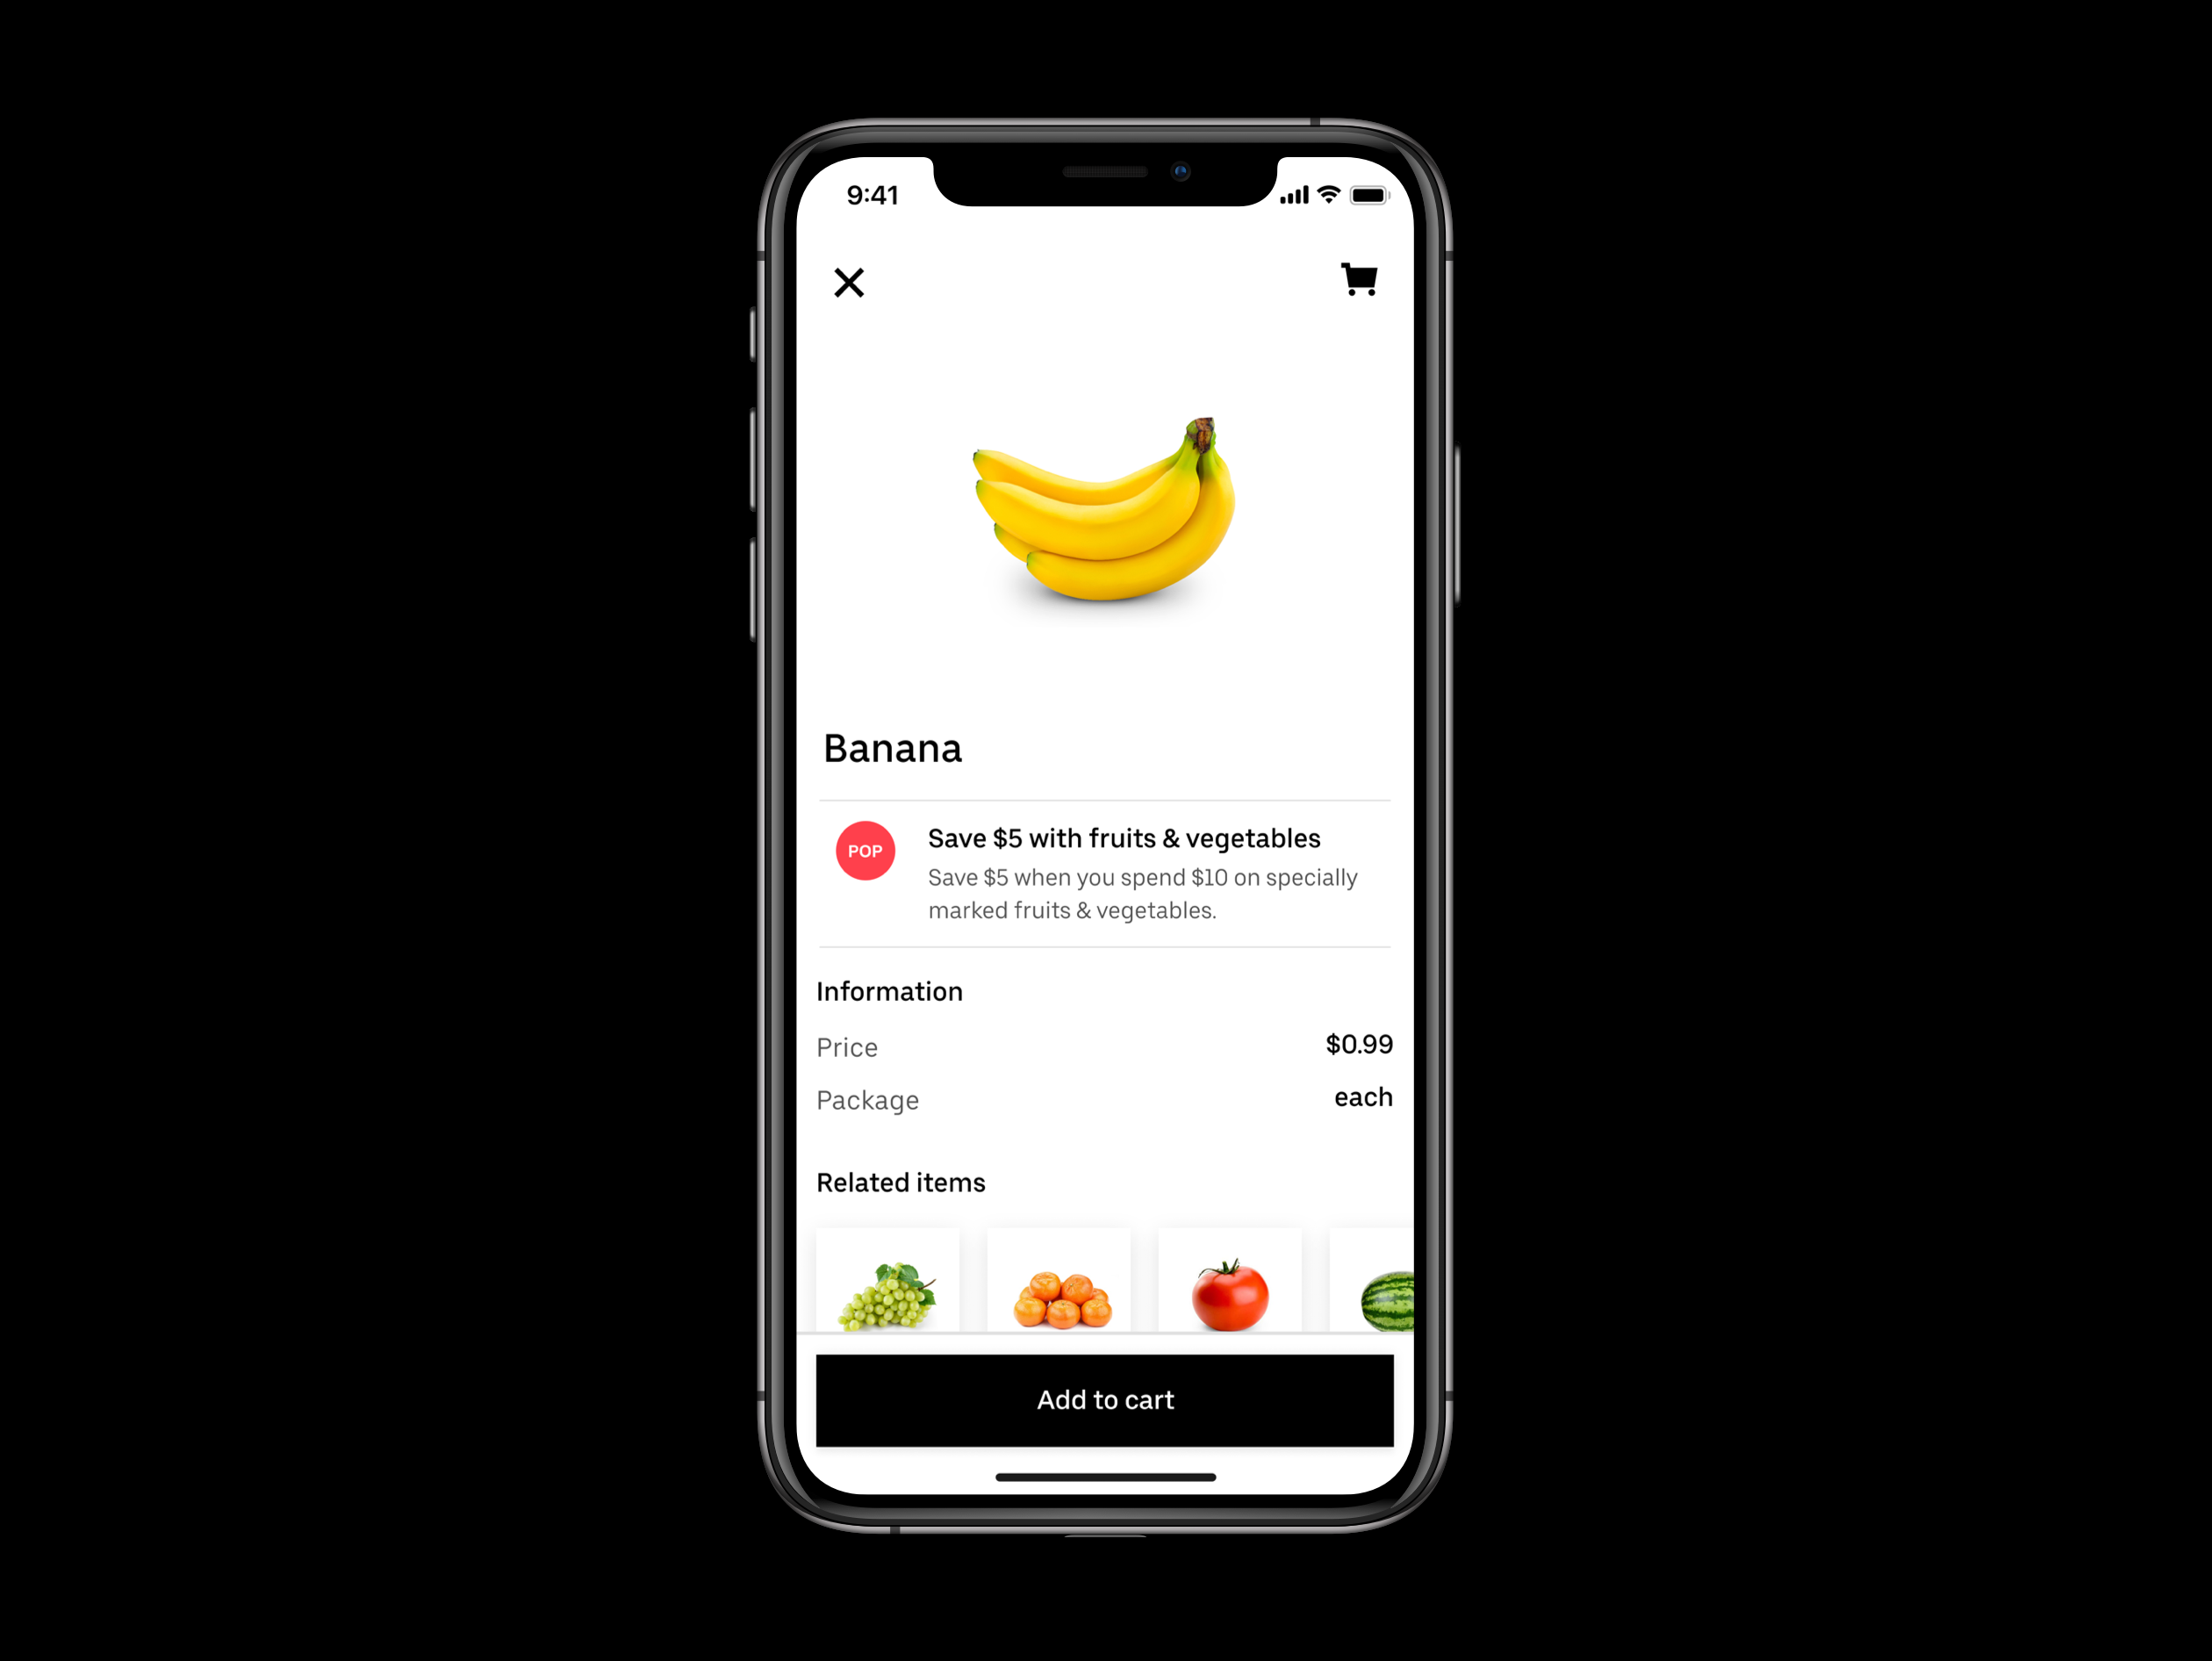 9:41
Banana
POP
Save $5 with fruits & vegetables
Save $5 when you spend $10 on specially
marked fruits & vegetables.
Information
Price
$0.99
Package
each
Related items
Add to cart